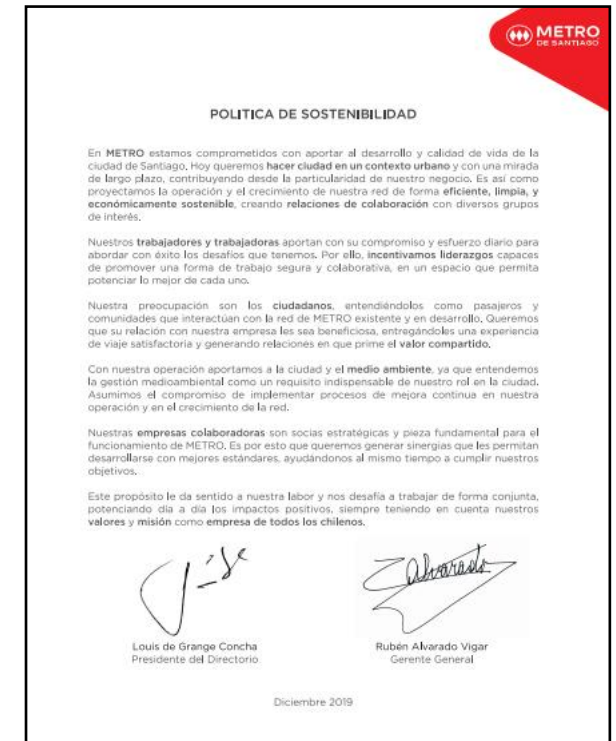 METRO
DE SANTIAGO
POLITICA DE SOSTENIBILIDAD
En METRO estamos comprometidos con aportar al desarrollo y calidad de vida de la
ciudad de Santiago. Hoy queremos hacer ciudad en un contexto urbano y con una mirada
de largo plazo, contribuyendo desde la particularidad de nuestro negocio. Es así como
proyectamos la operación y el crecimiento de nuestra red de forma eficiente, limpia, y
económicamente sostenible, creando relaciones de colaboración con diversos grupos
de interés.
Nuestros trabajadores y trabajadoras aportan con su compromiso y esfuerzo diario para
abordar con éxito los desafíos que tenemos. Por ello, incentivamos liderazgos capaces
de promover una forma de trabajo segura y colaborativa, en un espacio que permita
potenciar lo mejor de cada uno.
Nuestra preocupación son los ciudadanos, entendiéndolos como pasajeros y
comunidades que interactúan con la red de METRO existente y en desarrollo. Queremos
que su relación con nuestra empresa les sea beneficiosa, entregándoles una experiencia
de viaje satisfactoria y generando relaciones en que prime el valor compartido.
Con nuestra operación aportamos a la ciudad y el medio ambiente, ya que entendemos
la gestión medioambiental como un requisito indispensable de nuestro rol en la ciudad.
Asumimos el compromiso de implementar procesos de mejora continua en nuestra
operación y en el crecimiento de la red.
Nuestras empresas colaboradoras son socias estratégicas y pieza fundamental para el
funcionamiento de METRO. Es por esto que queremos generar sinergias que les permitan
desarrollarse con mejores estándares, ayudándonos al mismo tiempo a cumplir nuestros
objetivos.
Este propósito le da sentido a nuestra labor y nos desafía a trabajar de forma conjunta,
potenciando día a día los impactos positivos, siempre teniendo en cuenta nuestros
valores y misión como empresa de todos los chilenos.
Alvarado
Louis de Grange Concha
Presidente del Directorio
Rubén Alvarado Vigar
Gerente General
Diciembre 2019